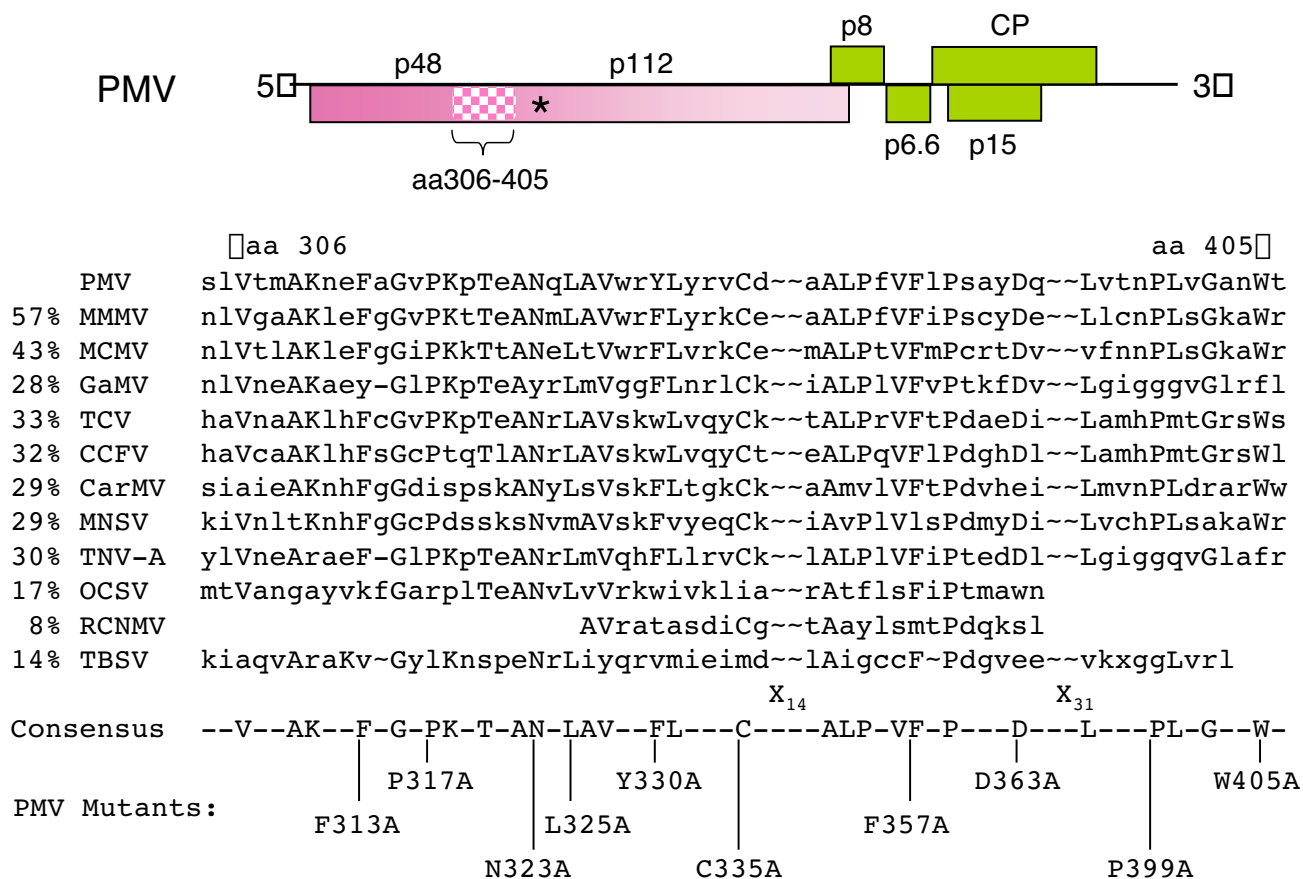 p8 CP
p48 p112
PMV 5▯ * 3▯
p6.6 p15
aa306-405
▯aa 306 aa 405▯
PMV slVtmAKneFaGvPKpTeANqLAVwrYLyrvCd~~aALPfVFlPsayDq~~LvtnPLvGanWt
57% MMMV nlVgaAKleFgGvPKtTeANmLAVwrFLyrkCe~~aALPfVFiPscyDe~~LlcnPLsGkaWr
43% MCMV nlVtlAKleFgGiPKkTtANeLtVwrFLvrkCe~~mALPtVFmPcrtDv~~vfnnPLsGkaWr
28% GaMV nlVneAKaey-GlPKpTeAyrLmVggFLnrlCk~~iALPlVFvPtkfDv~~LgigggvGlrfl
33% TCV haVnaAKlhFcGvPKpTeANrLAVskwLvqyCk~~tALPrVFtPdaeDi~~LamhPmtGrsWs
32% CCFV haVcaAKlhFsGcPtqTlANrLAVskwLvqyCt~~eALPqVFlPdghDl~~LamhPmtGrsWl
29% CarMV siaieAKnhFgGdispskANyLsVskFLtgkCk~~aAmvlVFtPdvhei~~LmvnPLdrarWw
29% MNSV kiVnltKnhFgGcPdssksNvmAVskFvyeqCk~~iAvPlVlsPdmyDi~~LvchPLsakaWr
30% TNV-A ylVneAraeF-GlPKpTeANrLmVqhFLlrvCk~~lALPlVFiPtedDl~~LgiggqvGlafr
17% OCSV mtVangayvkfGarplTeANvLvVrkwivklia~~rAtflsFiPtmawn
8% RCNMV AVratasdiCg~~tAaylsmtPdqksl
14% TBSV kiaqvAraKv~GylKnspeNrLiyqrvmieimd~~lAigccF~Pdgvee~~vkxggLvrl
X14 X31
Consensus --V--AK--F-G-PK-T-AN-LAV--FL---C----ALP-VF-P---D---L---PL-G--W-
P317A Y330A D363A W405A
PMV Mutants:
F313A L325A F357A
N323A C335A P399A